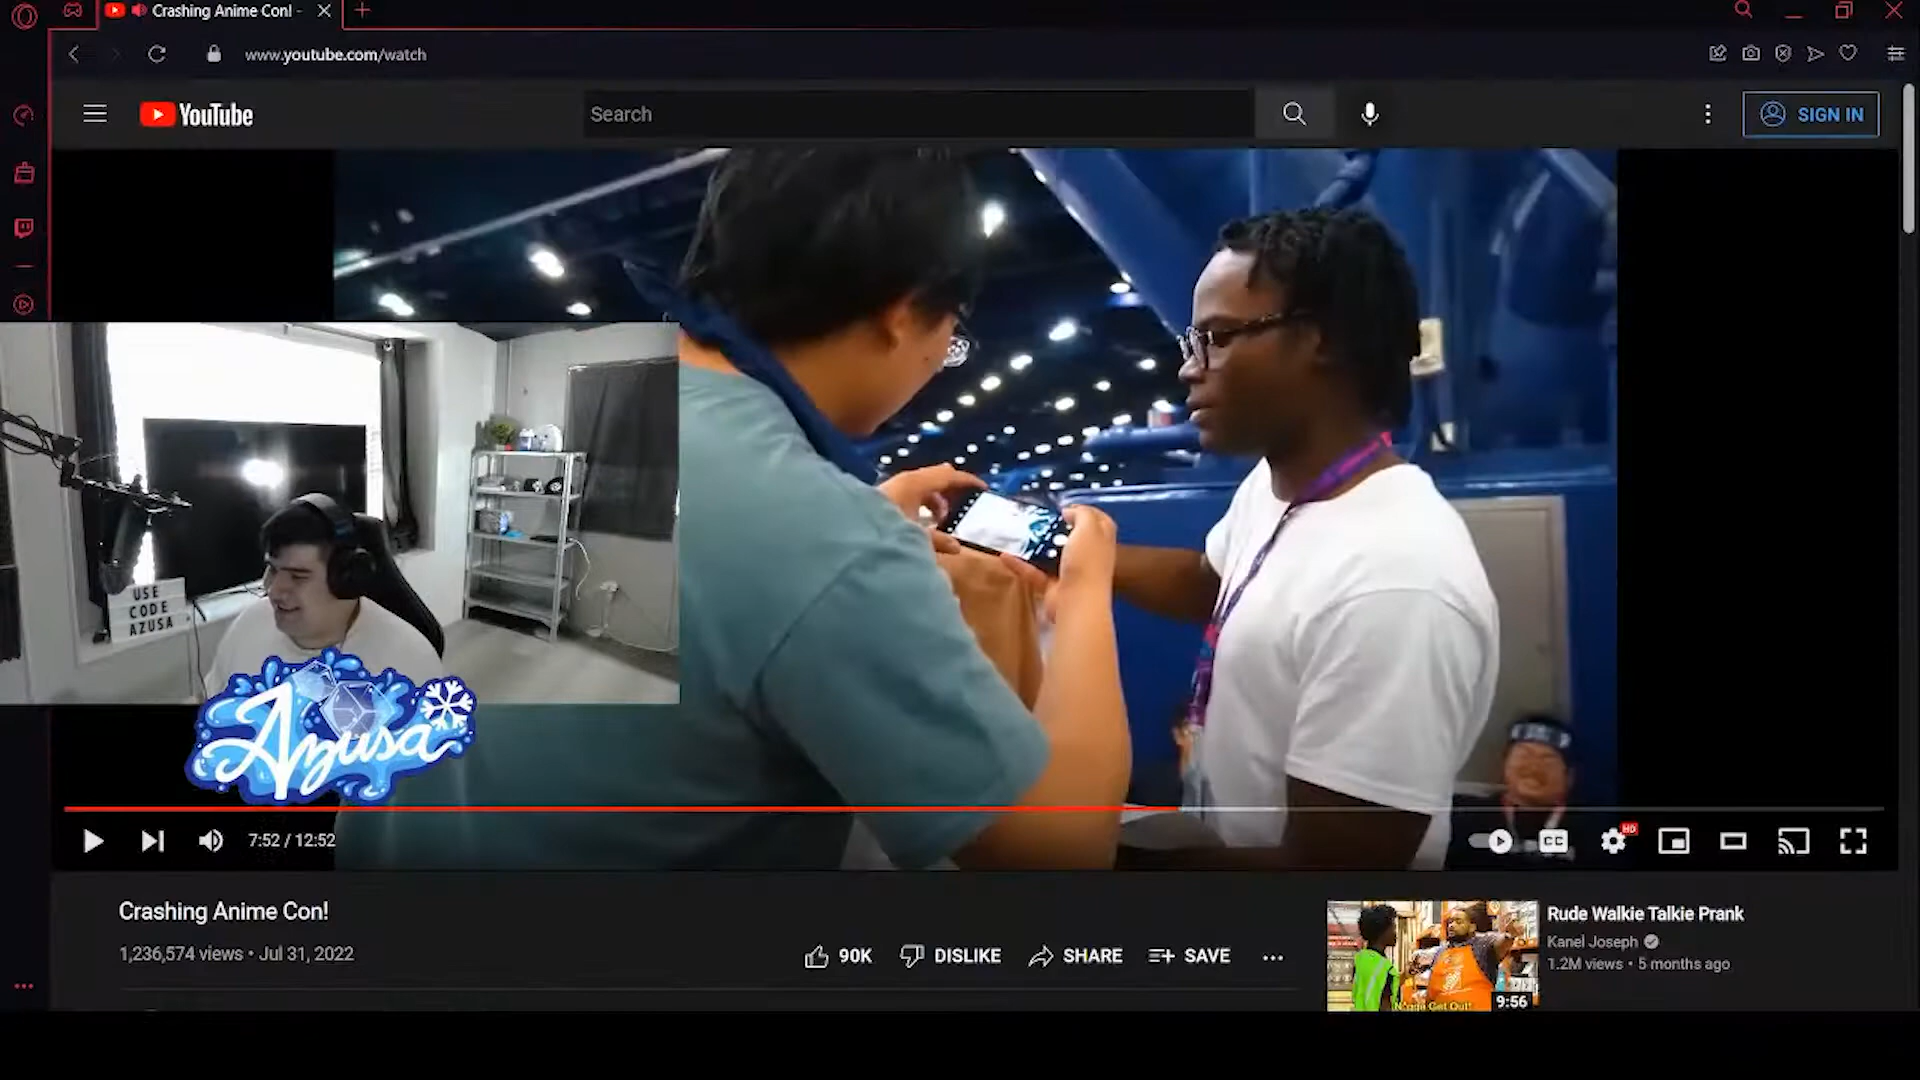 Crashing Anime Con! -
www.youtube.com/watch
YouTube
Search
SIGN IN
USE
CODE
AZUSA
Azusa
7:52 / 12:52
CC
HD
Crashing Anime Con!
1,236,574 views • Jul 31, 2022
90K
DISLIKE
SHARE
SAVE
Rude Walkie Talkie Prank
Kanel Joseph
1.2M views • 5 months ago
9:56